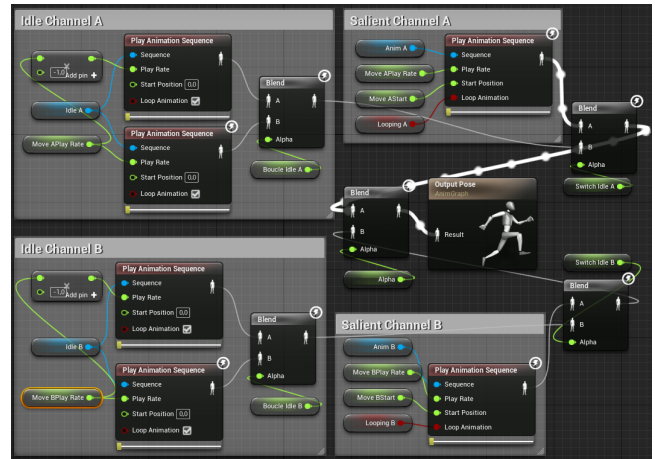 Idle Channel A
Play Animation Sequence
Sequence
Play Rate
Start Position 0,0
Loop Animation
-1,0
Add pin +
Idle A
Move APlay Rate
Play Animation Sequence
Sequence
Play Rate
Start Position 0,0
Loop Animation
Blend
A
B
Alpha
Boucle Idle A
Salient Channel A
Anim A
Move APlay Rate
Move AStart
Looping A
Play Animation Sequence
Sequence
Play Rate
Start Position
Loop Animation
Blend
A
B
Alpha
Switch Idle A
Blend
A
B
Alpha
Alpha
Output Pose
AnimGraph
Result
Idle Channel B
Play Animation Sequence
Sequence
Play Rate
Start Position 0,0
Loop Animation
-1,0
Add pin +
Idle B
Move BPlay Rate
Play Animation Sequence
Sequence
Play Rate
Start Position 0,0
Loop Animation
Blend
A
B
Alpha
Boucle Idle B
Switch Idle B
Blend
A
B
Alpha
Salient Channel B
Anim B
Move BPlay Rate
Move BStart
Looping B
Play Animation Sequence
Sequence
Play Rate
Start Position
Loop Animation